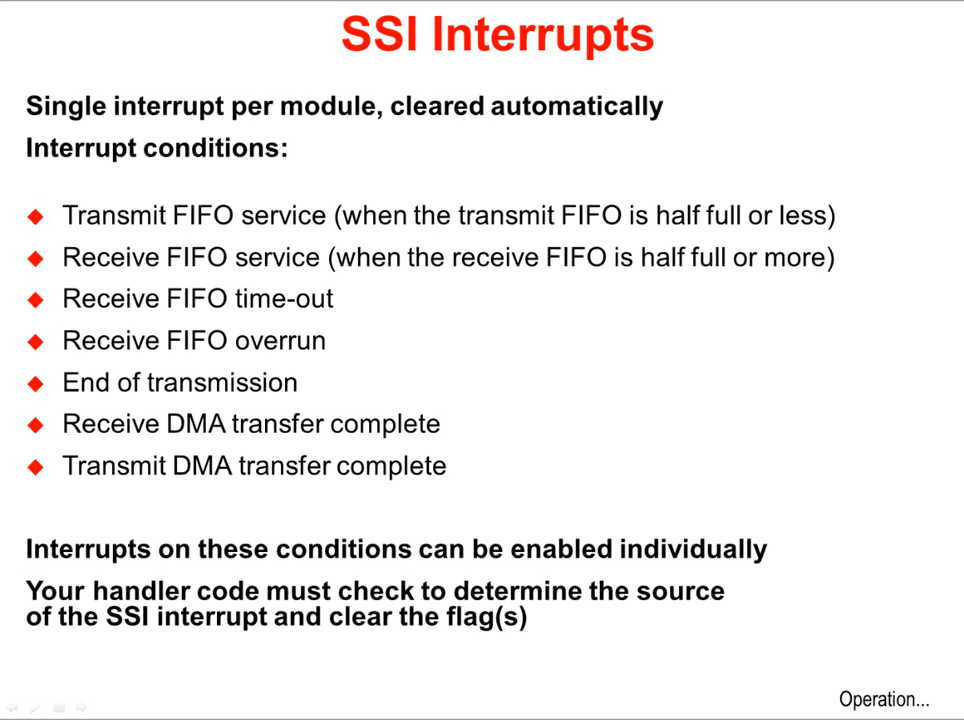 SSI Interrupts
Single interrupt per module, cleared automatically
Interrupt conditions:
Transmit FIFO service (when the transmit FIFO is half full or less)
Receive FIFO service (when the receive FIFO is half full or more)
Receive FIFO time-out
Receive FIFO overrun
End of transmission
Receive DMA transfer complete
Transmit DMA transfer complete
Interrupts on these conditions can be enabled individually
Your handler code must check to determine the source
of the SSI interrupt and clear the flag(s)
Operation...